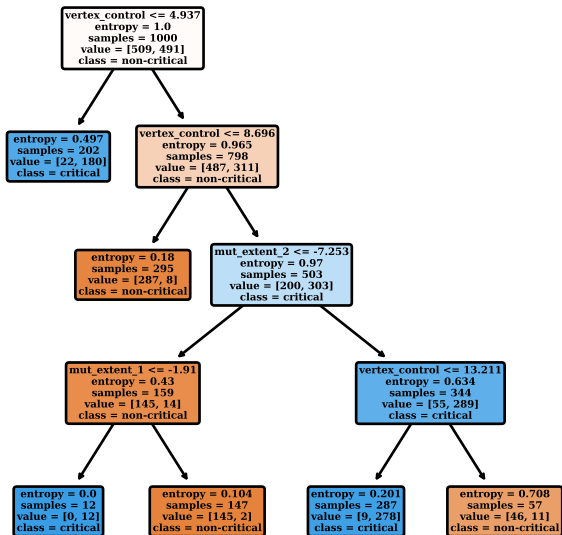 vertex_control <= 4.937
entropy = 1.0
samples = 1000
value = [509, 491]
class = non-critical
entropy = 0.497
samples = 202
value = [22, 180]
class = critical
vertex_control <= 8.696
entropy = 0.965
samples = 798
value = [487, 311]
class = non-critical
entropy = 0.18
samples = 295
value = [287, 8]
class = non-critical
mut_extent_2 <= -7.253
entropy = 0.97
samples = 503
value = [200, 303]
class = critical
mut_extent_1 <= -1.91
entropy = 0.43
samples = 159
value = [145, 14]
class = non-critical
vertex_control <= 13.211
entropy = 0.634
samples = 344
value = [55, 289]
class = critical
entropy = 0.0
samples = 12
value = [0, 12]
class = critical
entropy = 0.104
samples = 147
value = [145, 2]
class = non-critical
entropy = 0.201
samples = 287
value = [9, 278]
class = critical
entropy = 0.708
samples = 57
value = [46, 11]
class = non-critical